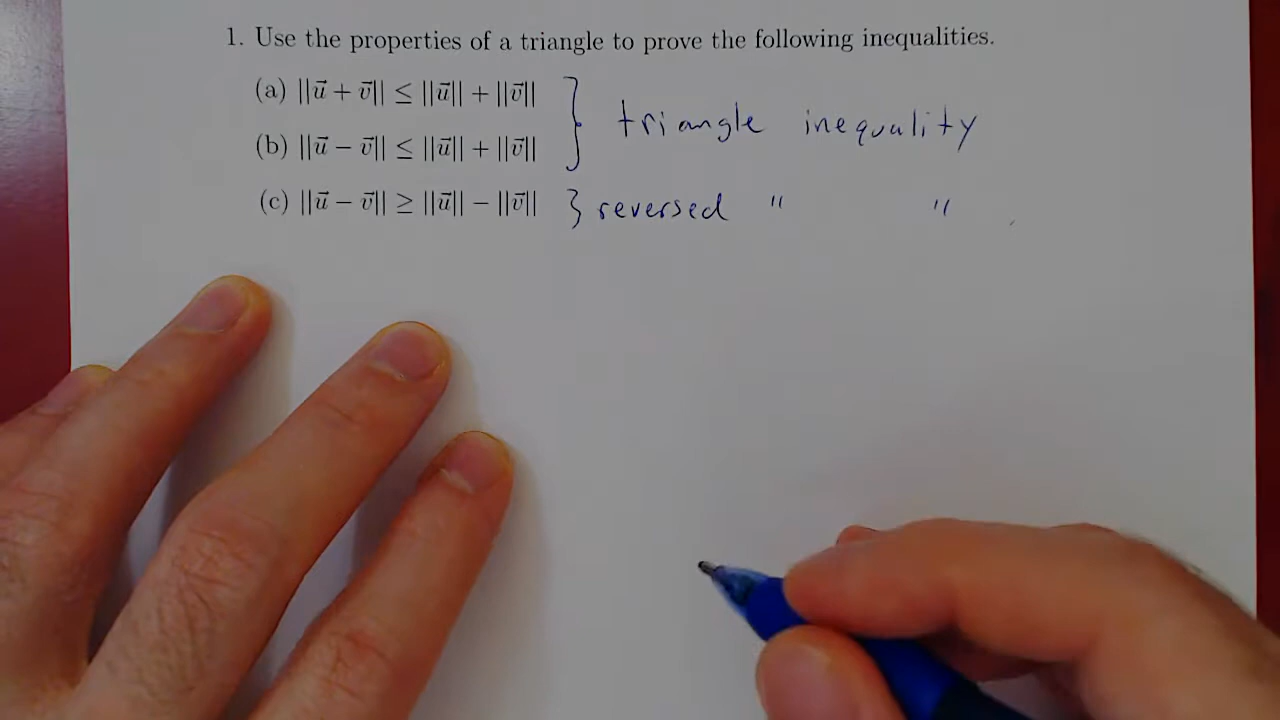 1. Use the properties of a triangle to prove the following inequalities.
(a) ||u⃗ + v⃗|| ≤ ||u⃗|| + ||v⃗|| } triangle inequality
(b) ||u⃗ − v⃗|| ≤ ||u⃗|| + ||v⃗||
(c) ||u⃗ − v⃗|| ≥ ||u⃗|| − ||v⃗|| } reversed " "